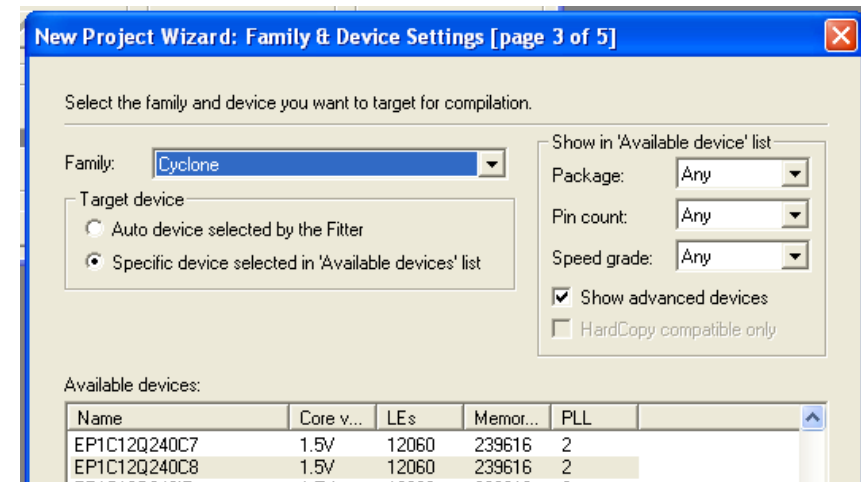 New Project Wizard: Family & Device Settings [page 3 of 5]
Select the family and device you want to target for compilation.
Family: Cyclone
Target device
Auto device selected by the Fitter
Specific device selected in 'Available devices' list
Show in 'Available device' list
Package: Any
Pin count: Any
Speed grade: Any
Show advanced devices
HardCopy compatible only
Available devices:
Name Core v... LEs Memor... PLL
EP1C12Q240C7 1.5V 12060 239616 2
EP1C12Q240C8 1.5V 12060 239616 2